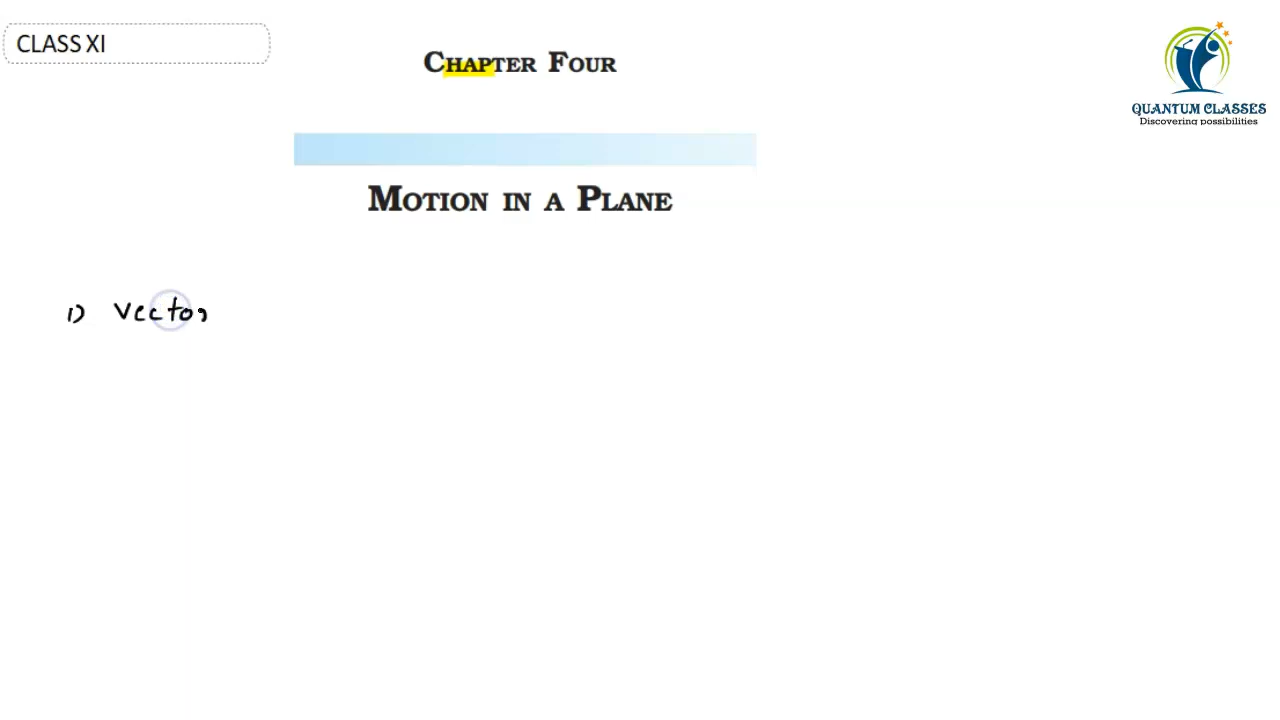 CLASS XI
CHAPTER FOUR
QUANTUM CLASSES
Discovering possibilities
MOTION IN A PLANE
1) Vector